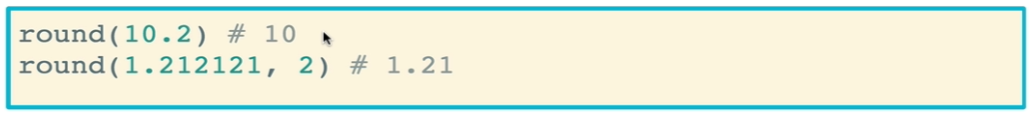 round(10.2) # 10
round(1.212121, 2) # 1.21